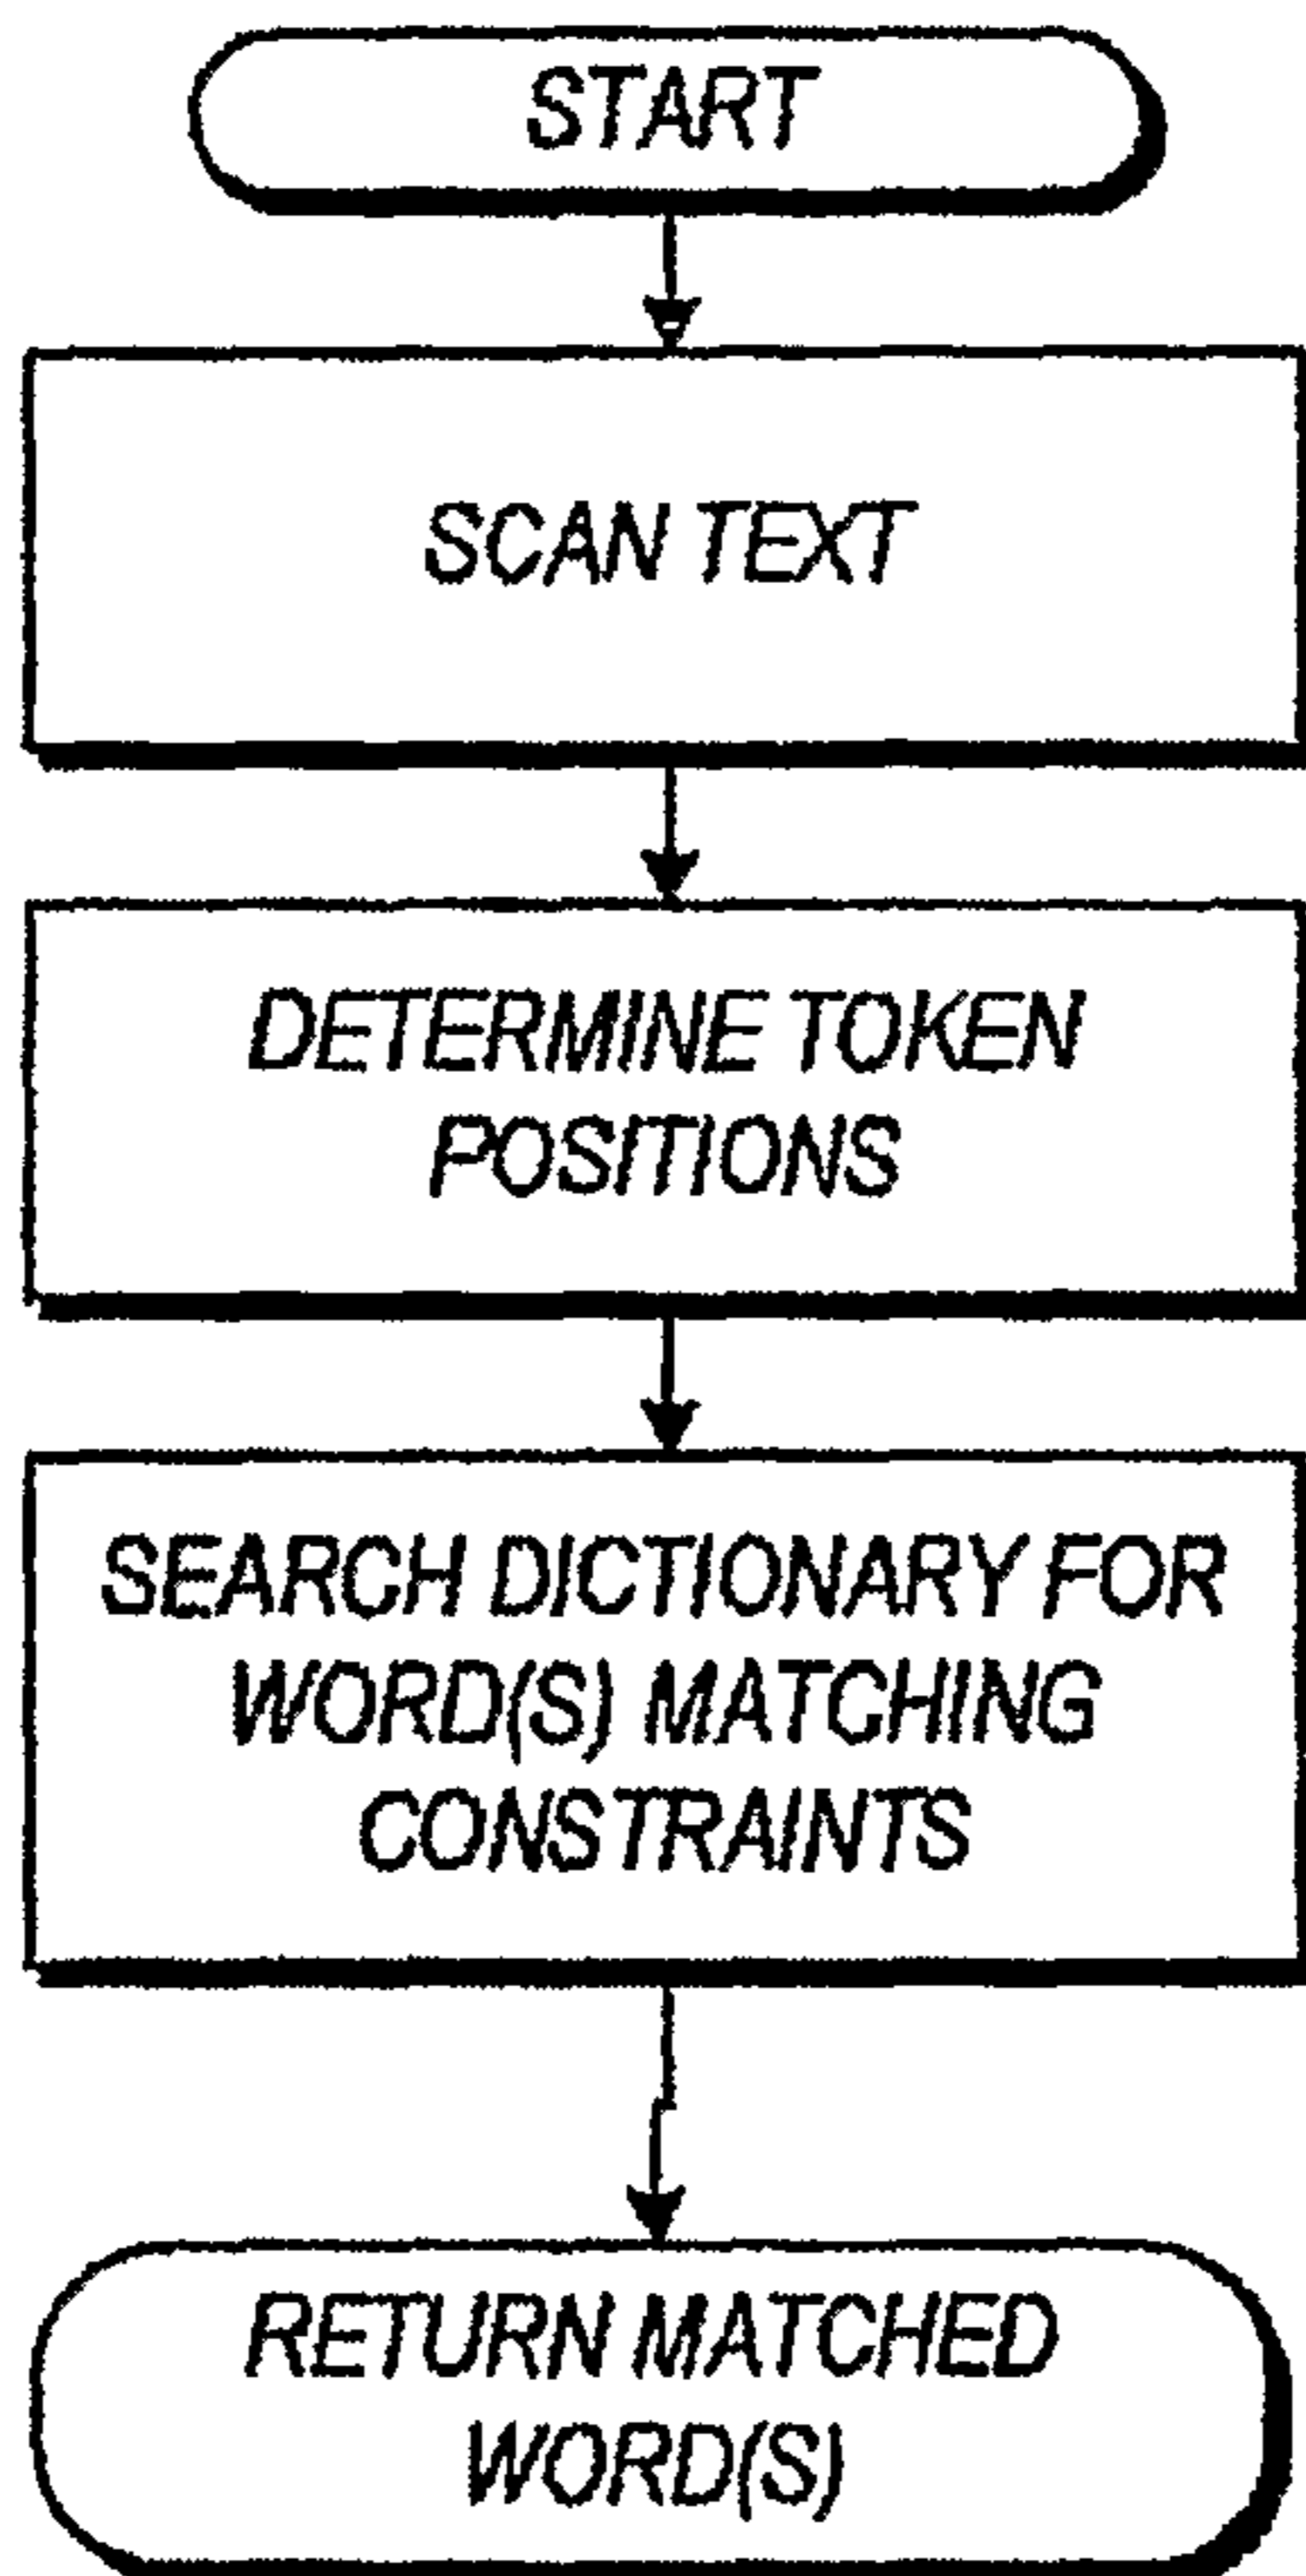 START
SCAN TEXT
DETERMINE TOKEN
POSITIONS
SEARCH DICTIONARY FOR
WORD(S) MATCHING
CONSTRAINTS
RETURN MATCHED
WORD(S)